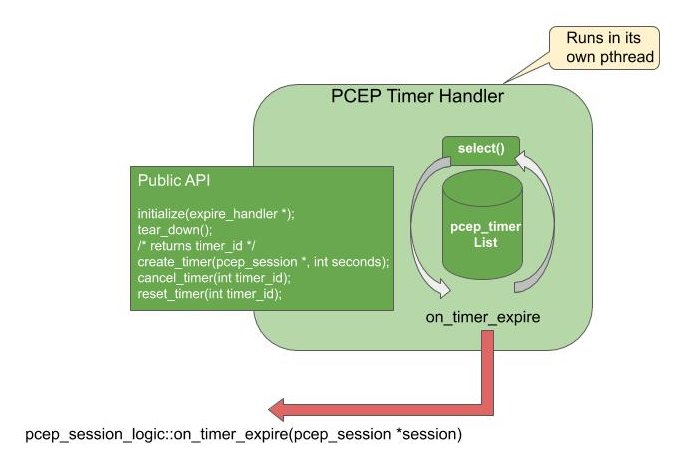 Runs in its
own pthread
PCEP Timer Handler
select()
Public API
initialize(expire_handler *);
tear_down();
/* returns timer_id */
create_timer(pcep_session *, int seconds);
cancel_timer(int timer_id);
reset_timer(int timer_id);
pcep_timer
List
on_timer_expire
pcep_session_logic::on_timer_expire(pcep_session *session)